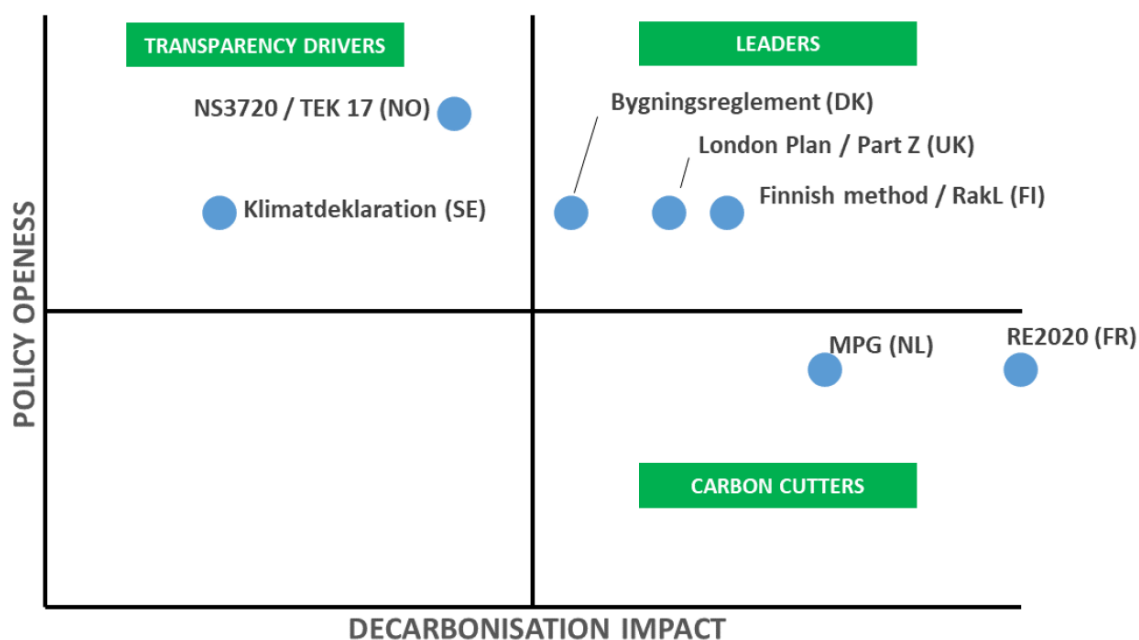 TRANSPARENCY DRIVERS
LEADERS
NS3720 / TEK 17 (NO)
Bygningsreglement (DK)
London Plan / Part Z (UK)
Klimatdeklaration (SE)
Finnish method / RakL (FI)
POLICY OPENESS
MPG (NL)
RE2020 (FR)
CARBON CUTTERS
DECARBONISATION IMPACT